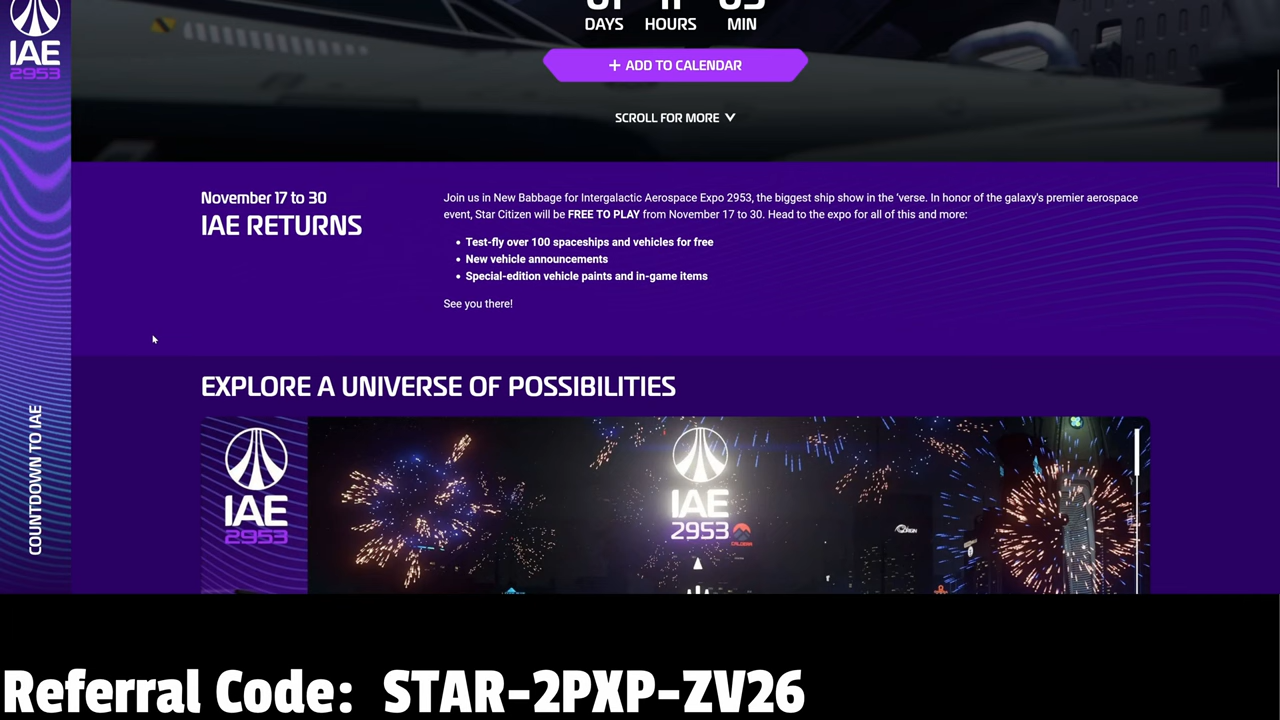 IAE
2953
DAYS HOURS MIN
+ ADD TO CALENDAR
SCROLL FOR MORE
November 17 to 30
IAE RETURNS
Join us in New Babbage for Intergalactic Aerospace Expo 2953, the biggest ship show in the 'verse. In honor of the galaxy's premier aerospace
event, Star Citizen will be FREE TO PLAY from November 17 to 30. Head to the expo for all of this and more:
• Test-fly over 100 spaceships and vehicles for free
• New vehicle announcements
• Special-edition vehicle paints and in-game items
See you there!
COUNTDOWN TO IAE
EXPLORE A UNIVERSE OF POSSIBILITIES
IAE
2953
IAE
2953
ORIGIN
Referral Code: STAR-2PXP-ZV26